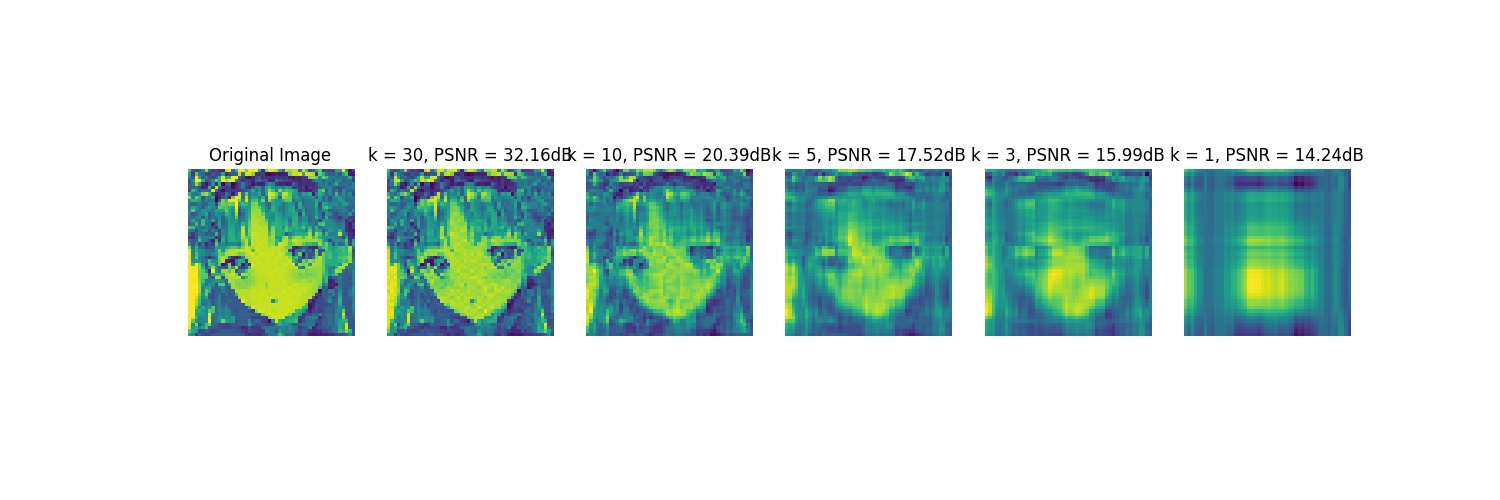 Original Image
k = 30, PSNR = 32.16dB
k = 10, PSNR = 20.39dB
k = 5, PSNR = 17.52dB
k = 3, PSNR = 15.99dB
k = 1, PSNR = 14.24dB